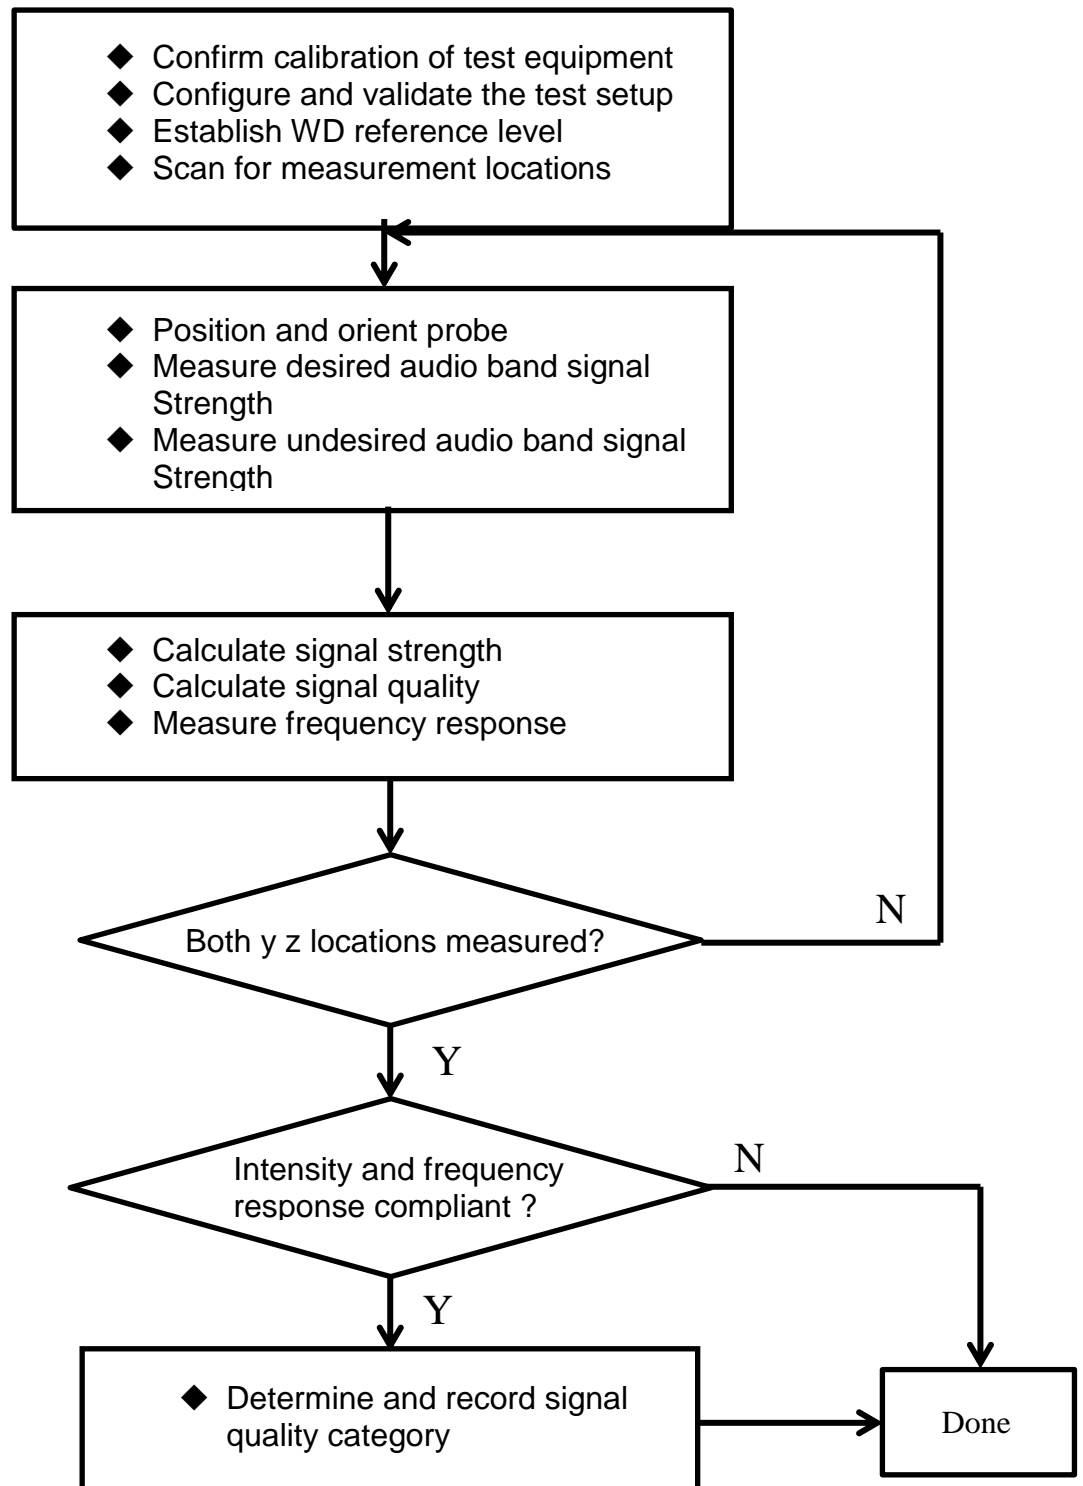 ◆ Confirm calibration of test equipment
◆ Configure and validate the test setup
◆ Establish WD reference level
◆ Scan for measurement locations
◆ Position and orient probe
◆ Measure desired audio band signal
Strength
◆ Measure undesired audio band signal
Strength
◆ Calculate signal strength
◆ Calculate signal quality
◆ Measure frequency response
Both y z locations measured?
N
Y
Intensity and frequency
response compliant ?
N
Y
◆ Determine and record signal
quality category
Done